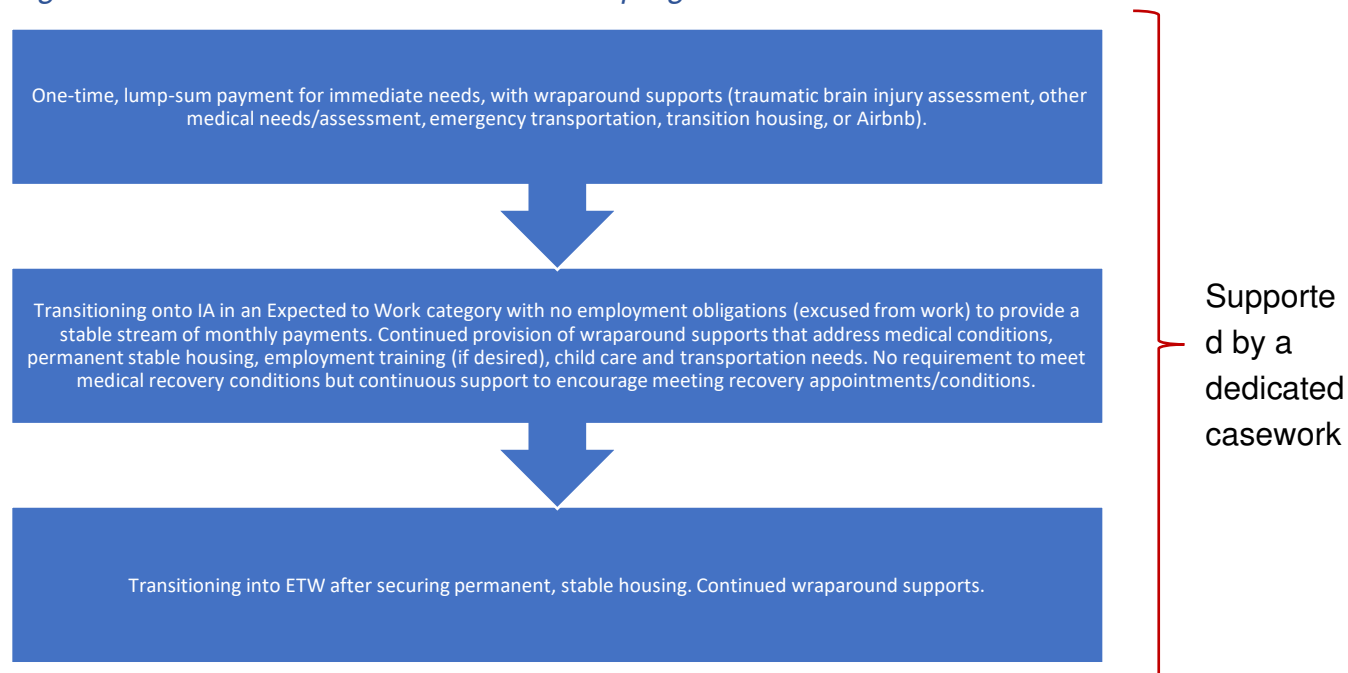 One-time, lump-sum payment for immediate needs, with wraparound supports (traumatic brain injury assessment, other
medical needs/assessment, emergency transportation, transition housing, or Airbnb).
Transitioning onto IA in an Expected to Work category with no employment obligations (excused from work) to provide a
stable stream of monthly payments. Continued provision of wraparound supports that address medical conditions,
permanent stable housing, employment training (if desired), child care and transportation needs. No requirement to meet
medical recovery conditions but continuous support to encourage meeting recovery appointments/conditions.
Transitioning into ETW after securing permanent, stable housing. Continued wraparound supports.
Supporte
d by a
dedicated
casework